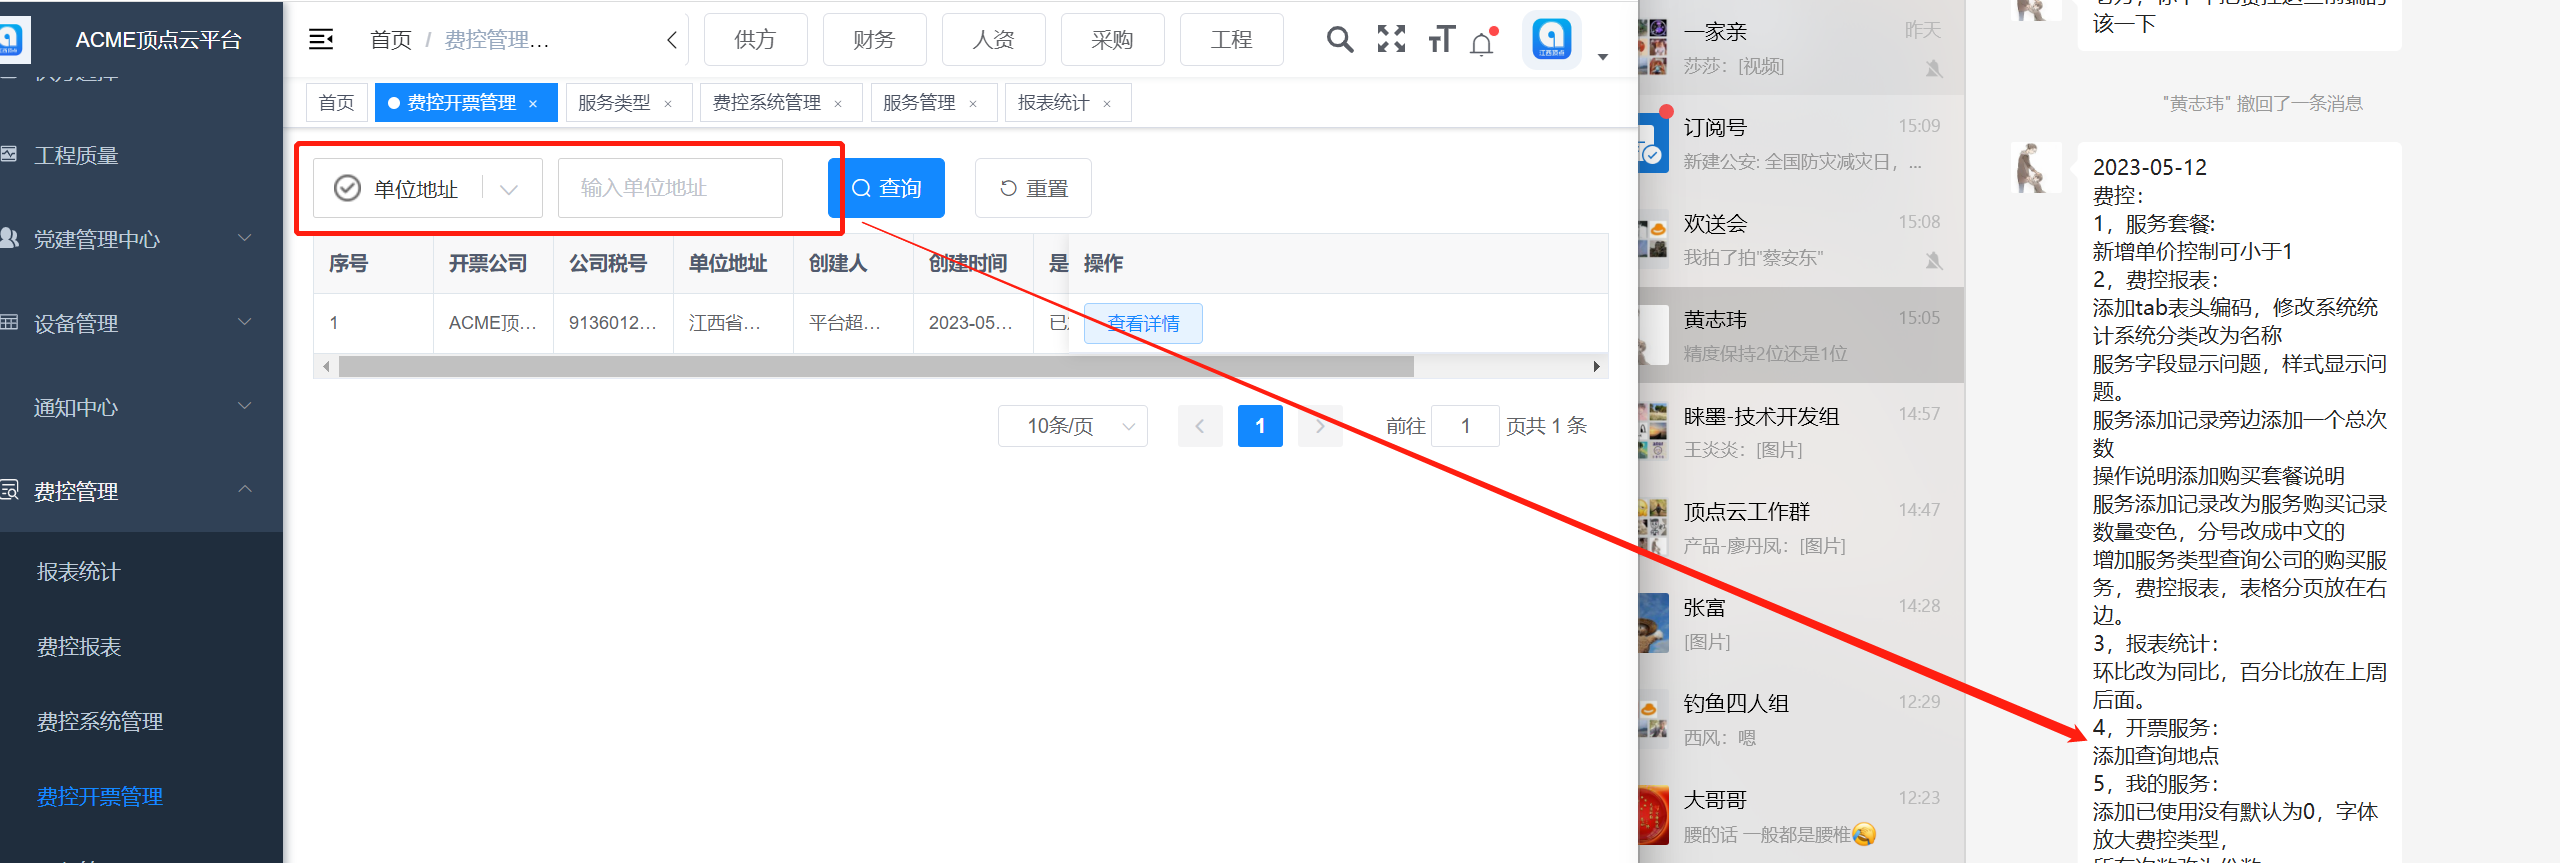 ACME顶点云平台
工程质量
党建管理中心
设备管理
通知中心
费控管理
报表统计
费控报表
费控系统管理
费控开票管理
首页 / 费控管理...
供方
财务
人资
采购
工程
首页
费控开票管理 ×
服务类型 ×
费控系统管理 ×
服务管理 ×
报表统计 ×
单位地址
输入单位地址
查询
重置
序号 开票公司 公司税号 单位地址 创建人 创建时间 是 操作
1 ACME顶... 9136012... 江西省... 平台超... 2023-05... 已 查看详情
10条/页 1 前往 1 页共 1 条
一家亲 昨天
莎莎：[视频]
订阅号 15:09
新建公安: 全国防灾减灾日，...
欢送会 15:08
我拍了拍"蔡安东"
黄志玮 15:05
精度保持2位还是1位
睐墨-技术开发组 14:57
王炎炎：[图片]
顶点云工作群 14:47
产品-廖丹凤：[图片]
张富 14:28
[图片]
钓鱼四人组 12:29
西风：嗯
大哥哥 12:23
腰的话 一般都是腰椎
该一下
"黄志玮" 撤回了一条消息
2023-05-12
费控：
1，服务套餐:
新增单价控制可小于1
2，费控报表：
添加tab表头编码，修改系统统
计系统分类改为名称
服务字段显示问题，样式显示问
题。
服务添加记录旁边添加一个总次
数
操作说明添加购买套餐说明
服务添加记录改为服务购买记录
数量变色，分号改成中文的
增加服务类型查询公司的购买服
务，费控报表，表格分页放在右
边。
3，报表统计：
环比改为同比，百分比放在上周
后面。
4，开票服务：
添加查询地点
5，我的服务：
添加已使用没有默认为0，字体
放大费控类型，